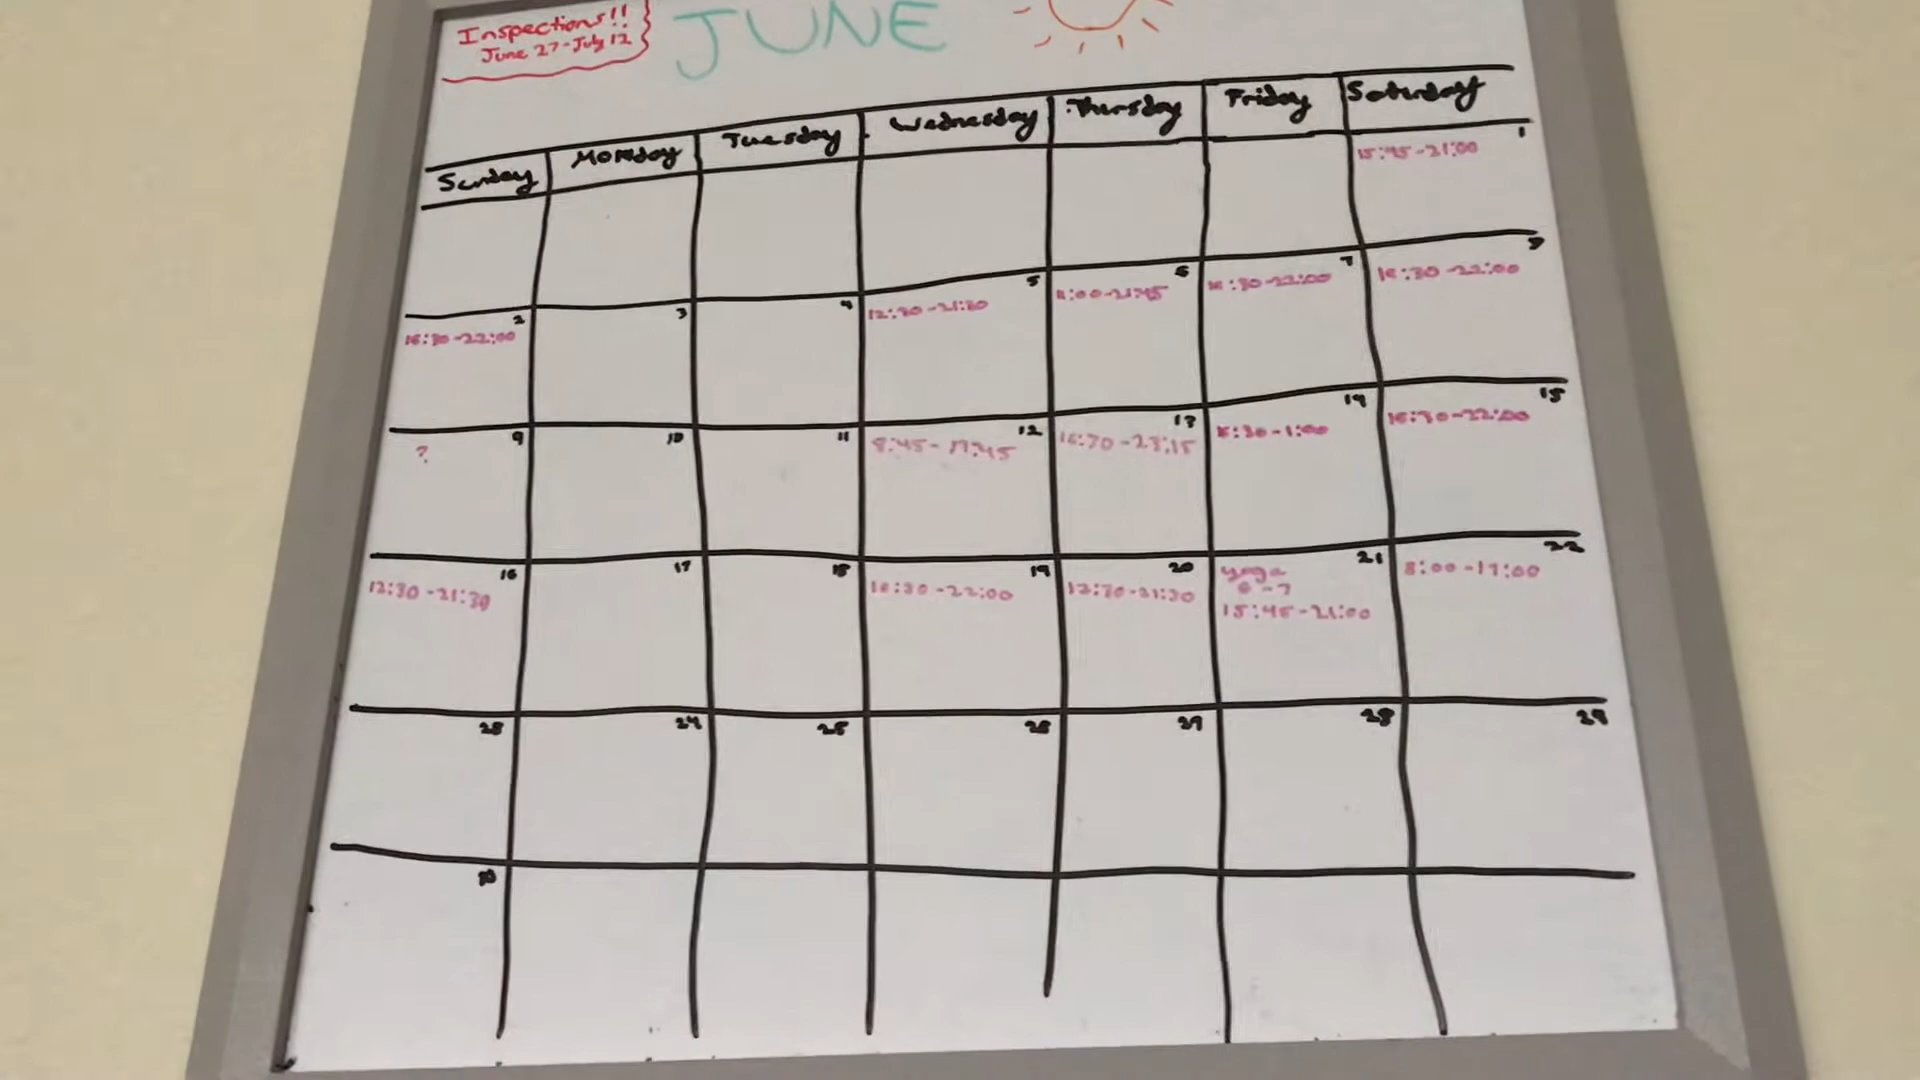 Inspections!!
June 27-July 12
JUNE
Sunday Monday Tuesday Wednesday Thursday Friday Saturday
1
15:45-21:00
2 3 4 5 6 7 8
16:30-22:00 12:30-21:30 -21:45 16:30-22:00 16:30-22:00
9 10 11 12 13 14 15
? 8:45-17:45 16:30-23:15 -1:00 16:30-22:00
16 17 18 19 20 21 22
12:30-21:30 16:30-22:00 12:30-21:30 yoga 8:00-17:00
6-7
15:45-21:00
23 24 25 26 27 28 29
30